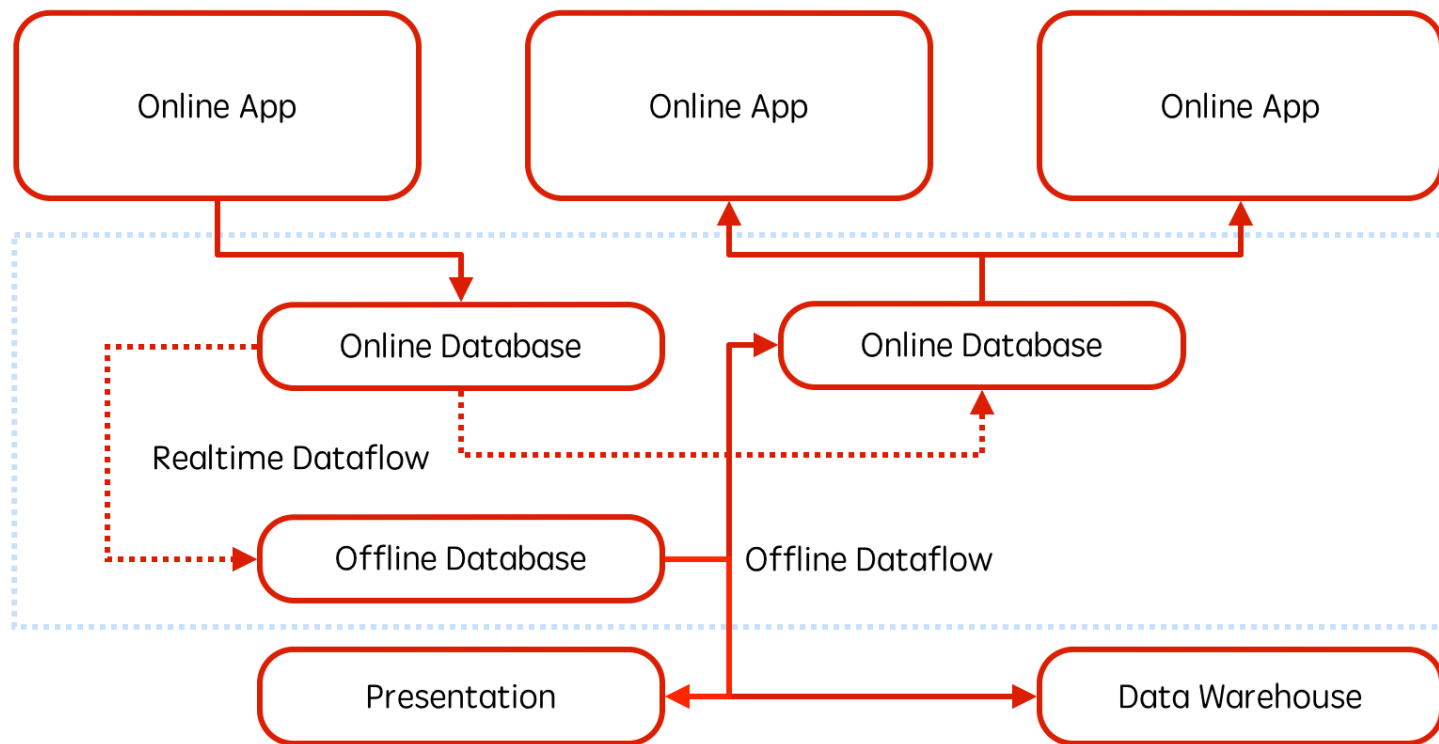 Online App
Online App
Online App
Online Database
Online Database
Realtime Dataflow
Offline Database
Offline Dataflow
Presentation
Data Warehouse